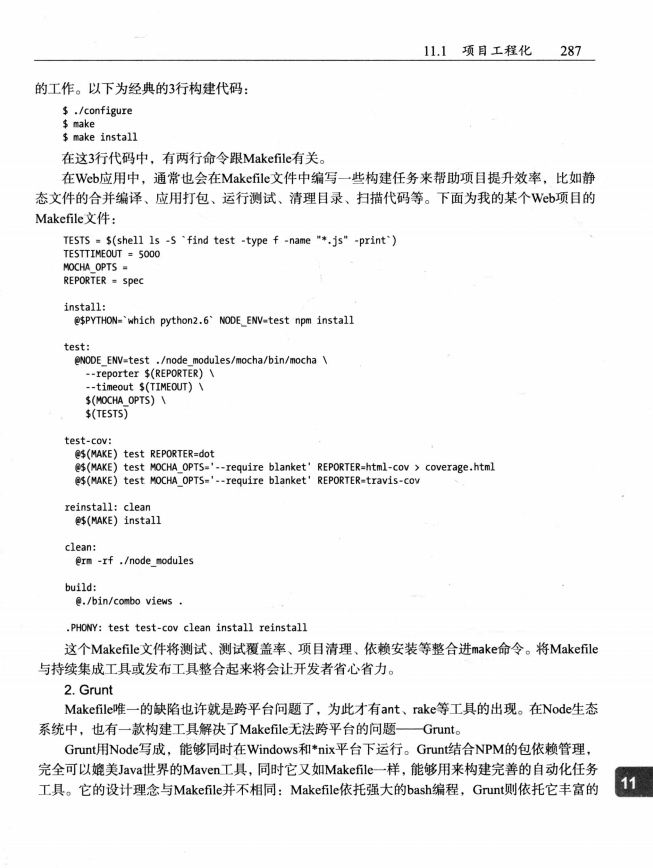 11.1 项目工程化 287
的工作。以下为经典的3行构建代码：
$ ./configure
$ make
$ make install
在这3行代码中，有两行命令跟Makefile有关。
在Web应用中，通常也会在Makefile文件中编写一些构建任务来帮助项目提升效率，比如静
态文件的合并编译、应用打包、运行测试、清理目录、扫描代码等。下面为我的某个Web项目的
Makefile文件：
TESTS = $(shell ls -S `find test -type f -name "*.js" -print`)
TESTTIMEOUT = 5000
MOCHA_OPTS =
REPORTER = spec
install:
@$PYTHON=`which python2.6` NODE_ENV=test npm install
test:
@NODE_ENV=test ./node_modules/mocha/bin/mocha \
--reporter $(REPORTER) \
--timeout $(TIMEOUT) \
$(MOCHA_OPTS) \
$(TESTS)
test-cov:
@$(MAKE) test REPORTER=dot
@$(MAKE) test MOCHA_OPTS='--require blanket' REPORTER=html-cov > coverage.html
@$(MAKE) test MOCHA_OPTS='--require blanket' REPORTER=travis-cov
reinstall: clean
@$(MAKE) install
clean:
@rm -rf ./node_modules
build:
@./bin/combo views .
.PHONY: test test-cov clean install reinstall
这个Makefile文件将测试、测试覆盖率、项目清理、依赖安装等整合进make命令。将Makefile
与持续集成工具或发布工具整合起来将会让开发者省心省力。
2. Grunt
Makefile唯一的缺陷也许就是跨平台问题了，为此才有ant、rake等工具的出现。在Node生态
系统中，也有一款构建工具解决了Makefile无法跨平台的问题——Grunt。
Grunt用Node写成，能够同时在Windows和*nix平台下运行。Grunt结合NPM的包依赖管理，
完全可以媲美Java世界的Maven工具，同时它又如Makefile一样，能够用来构建完善的自动化任务
工具。它的设计理念与Makefile并不相同：Makefile依托强大的bash编程，Grunt则依托它丰富的
11